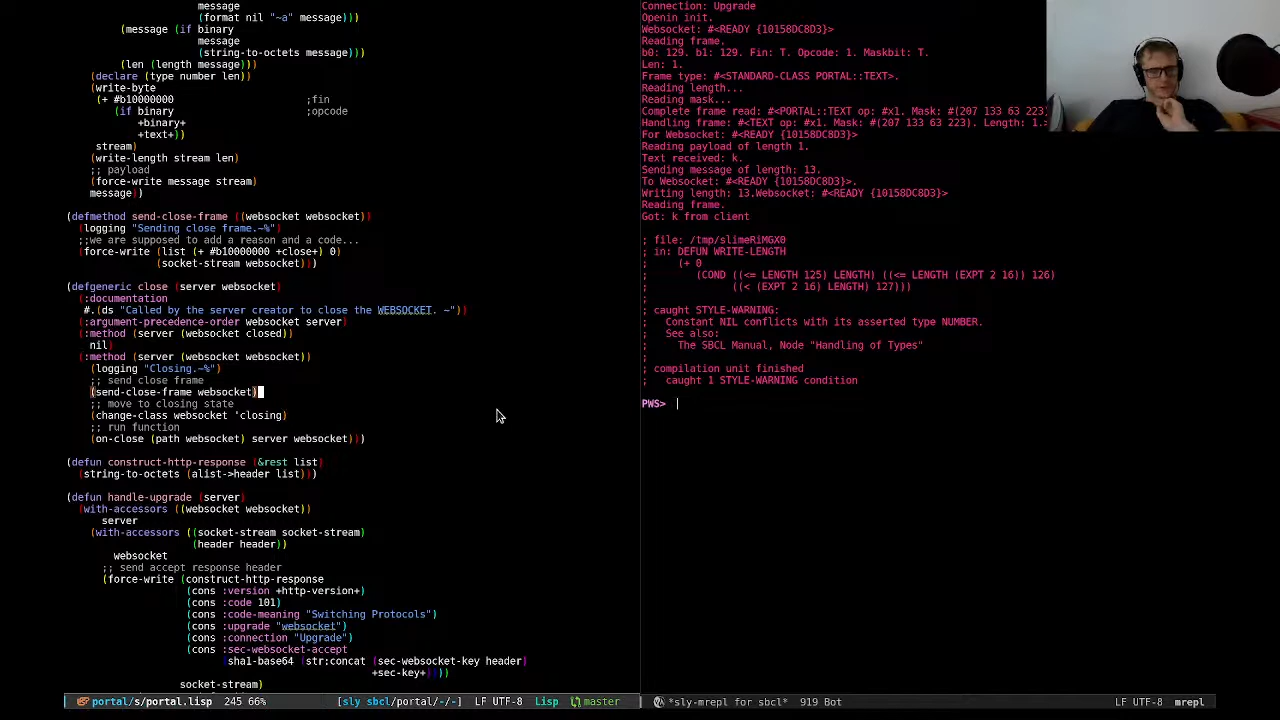 message
(format nil "~a" message)))
(message (if binary
message
(string-to-octets message)))
(len (length message)))
(declare (type number len))
(write-byte
(+ #b10000000 ;fin
(if binary ;opcode
+binary+
+text+))
stream)
(write-length stream len)
;; payload
(force-write message stream)
message))
(defmethod send-close-frame ((websocket websocket))
(logging "Sending close frame.~%")
;;we are supposed to add a reason and a code...
(force-write (list (+ #b10000000 +close+) 0)
(socket-stream websocket)))
(defgeneric close (server websocket)
(:documentation
#.(ds "Called by the server creator to close the WEBSOCKET. ~"))
(:argument-precedence-order websocket server)
(:method (server (websocket closed))
nil)
(:method (server (websocket websocket))
(logging "Closing.~%")
;; send close frame
(send-close-frame websocket)
;; move to closing state
(change-class websocket 'closing)
;; run function
(on-close (path websocket) server websocket)))
(defun construct-http-response (&rest list)
(string-to-octets (alist->header list)))
(defun handle-upgrade (server)
(with-accessors ((websocket websocket))
server
(with-accessors ((socket-stream socket-stream)
(header header))
websocket
;; send accept response header
(force-write (construct-http-response
(cons :version +http-version+)
(cons :code 101)
(cons :code-meaning "Switching Protocols")
(cons :upgrade "websocket")
(cons :connection "Upgrade")
(cons :sec-websocket-accept
(sha1-base64 (str:concat (sec-websocket-key header)
+sec-key+))))
socket-stream)
portal/s/portal.lisp 245 66% [sly sbcl/portal/-/-] LF UTF-8 Lisp master
Connection: Upgrade
Openin init.
Websocket: #<READY {10158DC8D3}>
Reading frame.
b0: 129. b1: 129. Fin: T. Opcode: 1. Maskbit: T.
Len: 1.
Frame type: #<STANDARD-CLASS PORTAL::TEXT>.
Reading length...
Reading mask...
Complete frame read: #<PORTAL::TEXT op: #x1. Mask: #(207 133 63 223)
Handling frame: #<TEXT op: #x1. Mask: #(207 133 63 223). Length: 1.>
For Websocket: #<READY {10158DC8D3}>
Reading payload of length 1.
Text received: k.
Sending message of length: 13.
To Websocket: #<READY {10158DC8D3}>.
Writing length: 13.Websocket: #<READY {10158DC8D3}>
Reading frame.
Got: k from client
; file: /tmp/slimeRiMGX0
; in: DEFUN WRITE-LENGTH
; (+ 0
; (COND ((<= LENGTH 125) LENGTH) ((<= LENGTH (EXPT 2 16)) 126)
; ((< (EXPT 2 16) LENGTH) 127)))
;
; caught STYLE-WARNING:
; Constant NIL conflicts with its asserted type NUMBER.
; See also:
; The SBCL Manual, Node "Handling of Types"
;
; compilation unit finished
; caught 1 STYLE-WARNING condition
PWS>
*sly-mrepl for sbcl* 919 Bot LF UTF-8 mrepl